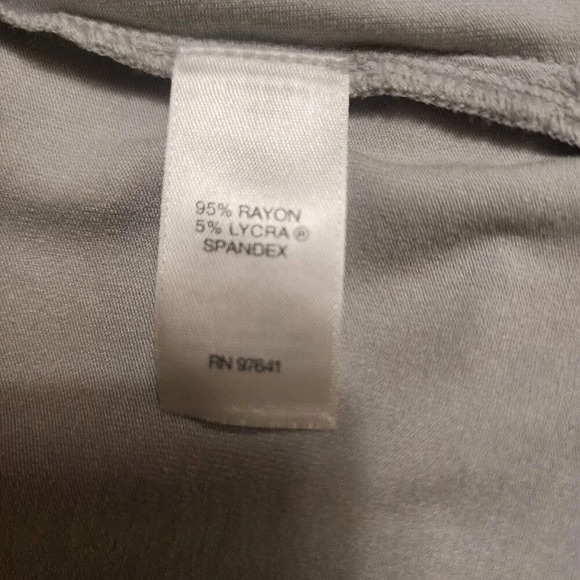 95% RAYON
5% LYCRA ®
SPANDEX
RN 97641